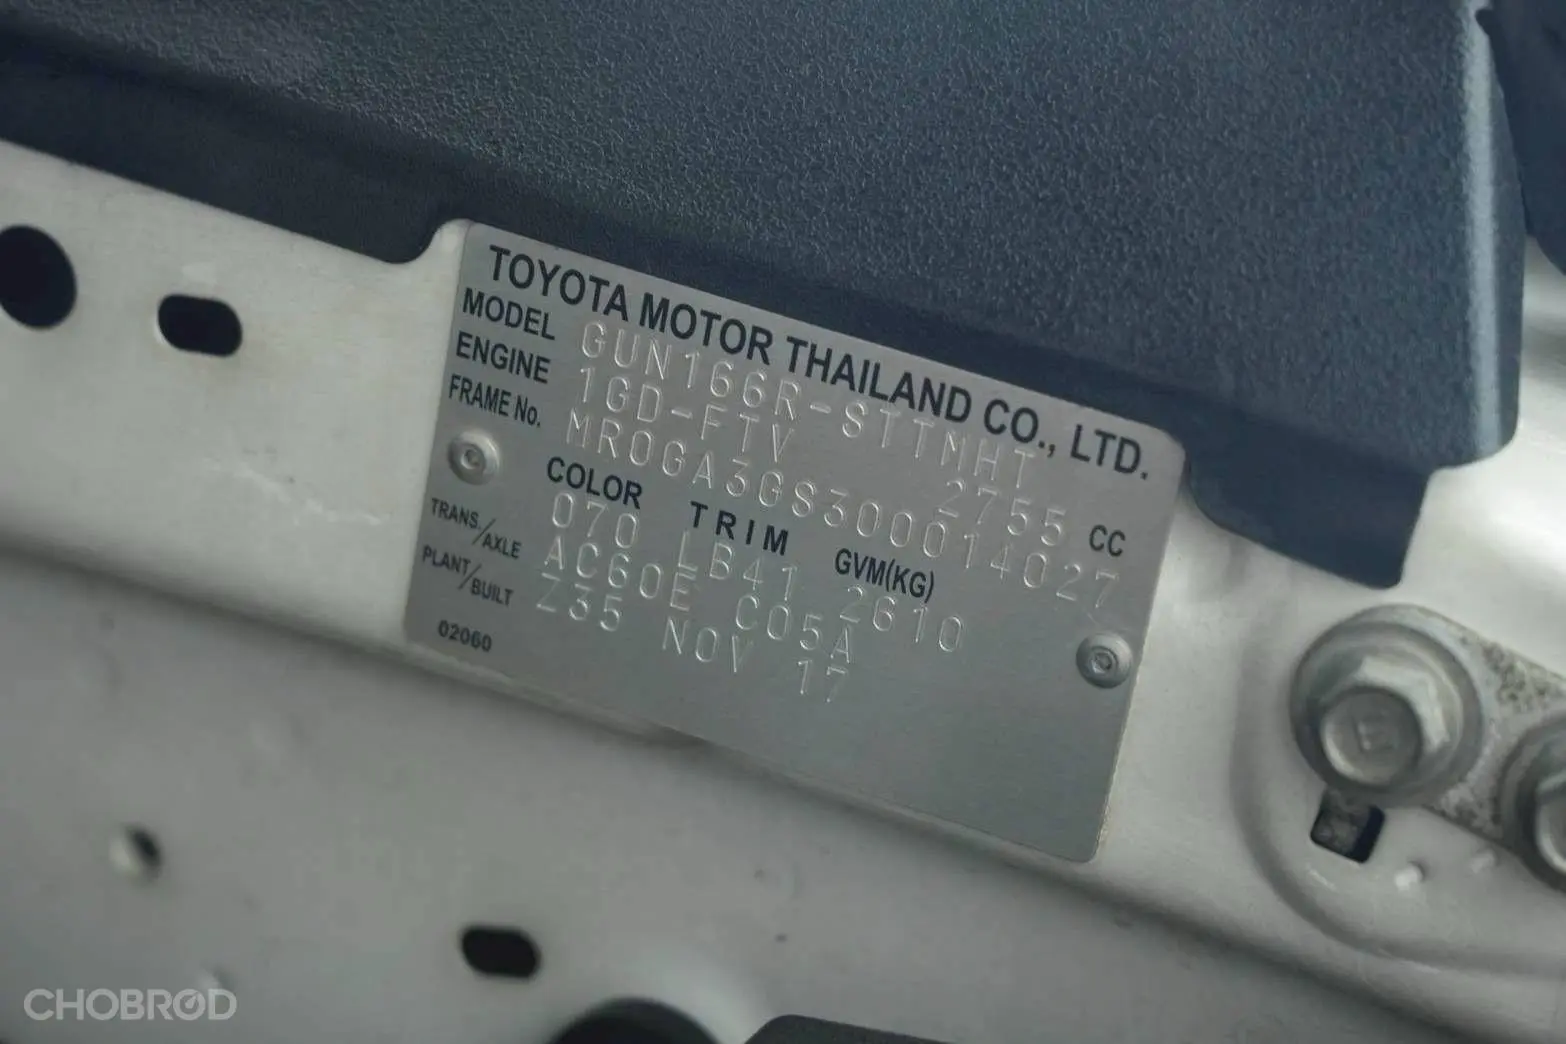 TOYOTA MOTOR THAILAND CO., LTD.
MODEL GUN166R-STTMHT
ENGINE 1GD-FTV 2755 CC
FRAME No. MR0GA3GS300014027
COLOR TRIM GVM(KG)
070 LB41 2610
TRANS./AXLE AC60E C05A
PLANT/BUILT Z35 NOV 17
02060
CHOBROD